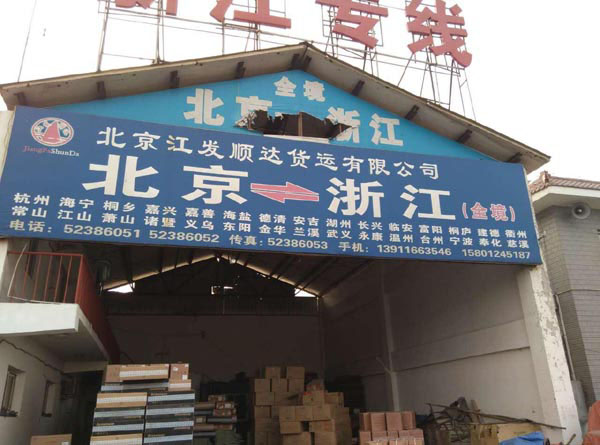 浙江专线
全境
北京 浙江
JiangFaShunDa
北京江发顺达货运有限公司
北京⇌浙江(全境)
杭州 海宁 桐乡 嘉兴 嘉善 海盐 德清 安吉 湖州 长兴 临安 富阳 桐庐 建德 衢州
常山 江山 萧山 诸暨 义乌 东阳 金华 兰溪 武义 永康 温州 台州 宁波 奉化 慈溪
电话:52386051 52386052 传真:52386053 手机:13911663546 15801245187